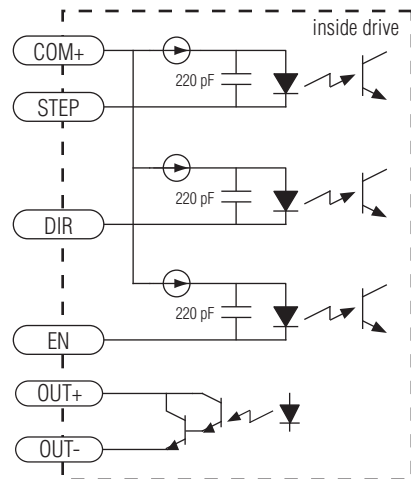 inside drive
COM+
220 pF
STEP
220 pF
DIR
220 pF
EN
OUT+
OUT-